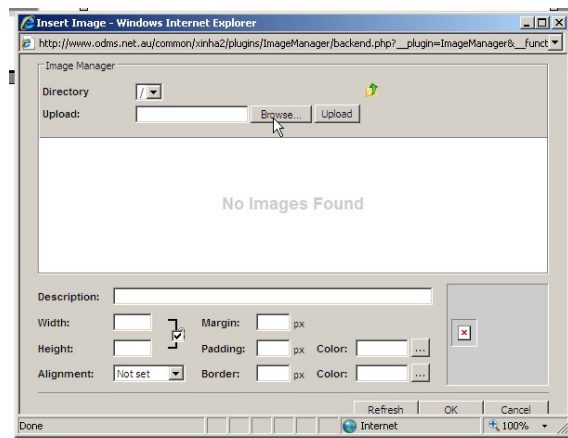 Insert Image - Windows Internet Explorer
http://www.odms.net.au/common/xinha2/plugins/ImageManager/backend.php?__plugin=ImageManager&__funct
Image Manager
Directory / 
Upload: Browse... Upload
No Images Found
Description:
Width: Margin: px
Height: Padding: px Color: ...
Alignment: Not set Border: px Color: ...
Refresh OK Cancel
Done Internet 100%